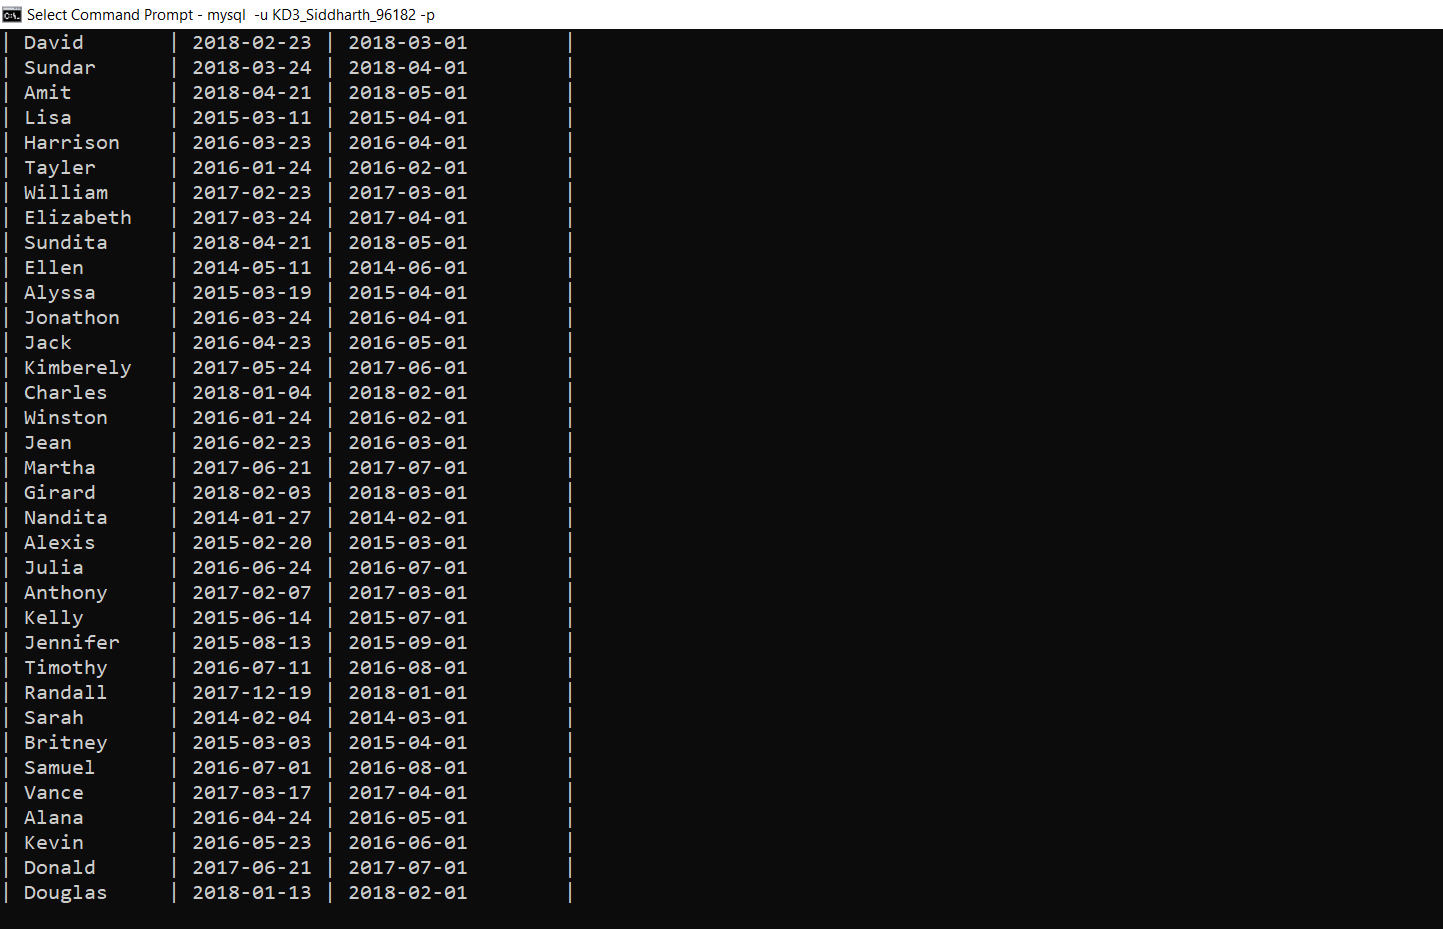 Select Command Prompt - mysql  -u KD3_Siddharth_96182 -p
| David       | 2018-02-23 | 2018-03-01        |
| Sundar      | 2018-03-24 | 2018-04-01        |
| Amit        | 2018-04-21 | 2018-05-01        |
| Lisa        | 2015-03-11 | 2015-04-01        |
| Harrison    | 2016-03-23 | 2016-04-01        |
| Tayler      | 2016-01-24 | 2016-02-01        |
| William     | 2017-02-23 | 2017-03-01        |
| Elizabeth   | 2017-03-24 | 2017-04-01        |
| Sundita     | 2018-04-21 | 2018-05-01        |
| Ellen       | 2014-05-11 | 2014-06-01        |
| Alyssa      | 2015-03-19 | 2015-04-01        |
| Jonathon    | 2016-03-24 | 2016-04-01        |
| Jack        | 2016-04-23 | 2016-05-01        |
| Kimberely   | 2017-05-24 | 2017-06-01        |
| Charles     | 2018-01-04 | 2018-02-01        |
| Winston     | 2016-01-24 | 2016-02-01        |
| Jean        | 2016-02-23 | 2016-03-01        |
| Martha      | 2017-06-21 | 2017-07-01        |
| Girard      | 2018-02-03 | 2018-03-01        |
| Nandita     | 2014-01-27 | 2014-02-01        |
| Alexis      | 2015-02-20 | 2015-03-01        |
| Julia       | 2016-06-24 | 2016-07-01        |
| Anthony     | 2017-02-07 | 2017-03-01        |
| Kelly       | 2015-06-14 | 2015-07-01        |
| Jennifer    | 2015-08-13 | 2015-09-01        |
| Timothy     | 2016-07-11 | 2016-08-01        |
| Randall     | 2017-12-19 | 2018-01-01        |
| Sarah       | 2014-02-04 | 2014-03-01        |
| Britney     | 2015-03-03 | 2015-04-01        |
| Samuel      | 2016-07-01 | 2016-08-01        |
| Vance       | 2017-03-17 | 2017-04-01        |
| Alana       | 2016-04-24 | 2016-05-01        |
| Kevin       | 2016-05-23 | 2016-06-01        |
| Donald      | 2017-06-21 | 2017-07-01        |
| Douglas     | 2018-01-13 | 2018-02-01        |